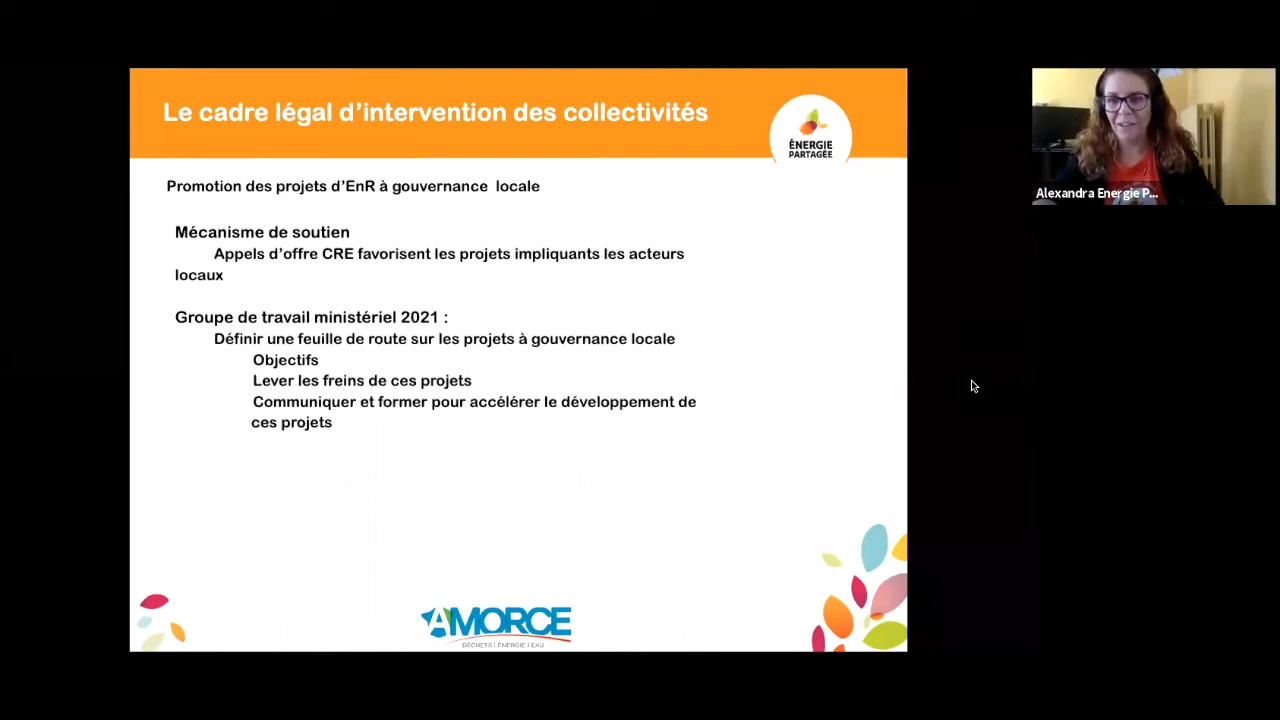 Le cadre légal d'intervention des collectivités
ÉNERGIE
PARTAGÉE
Alexandra Energie P...
Promotion des projets d'EnR à gouvernance locale
Mécanisme de soutien
Appels d'offre CRE favorisent les projets impliquants les acteurs
locaux
Groupe de travail ministériel 2021 :
Définir une feuille de route sur les projets à gouvernance locale
Objectifs
Lever les freins de ces projets
Communiquer et former pour accélérer le développement de
ces projets
AMORCE
DÉCHETS | ÉNERGIE | EAU